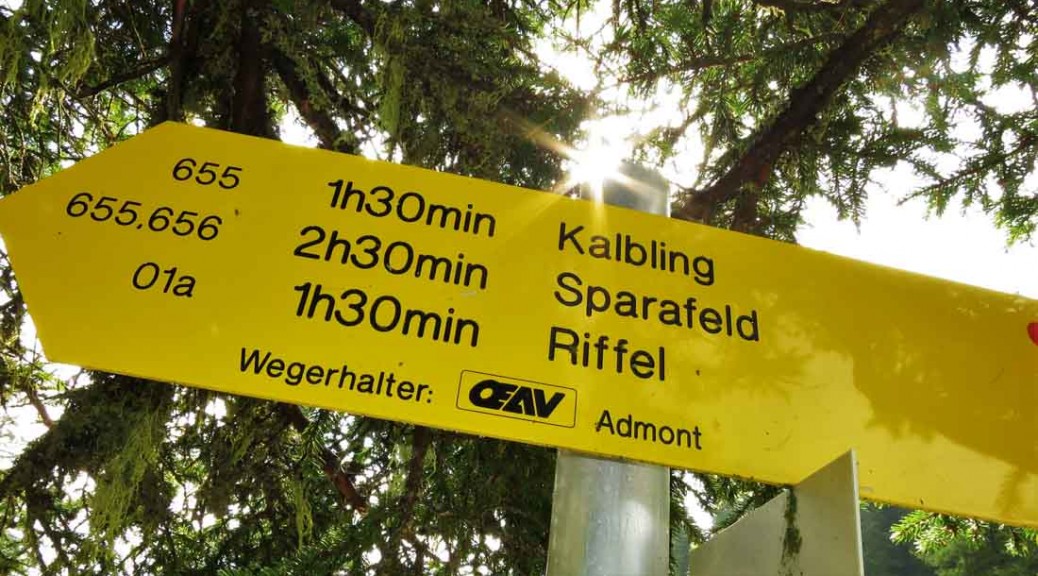 655 1h30min Kalbling
655,656 2h30min Sparafeld
01a 1h30min Riffel
Wegerhalter: OEAV Admont